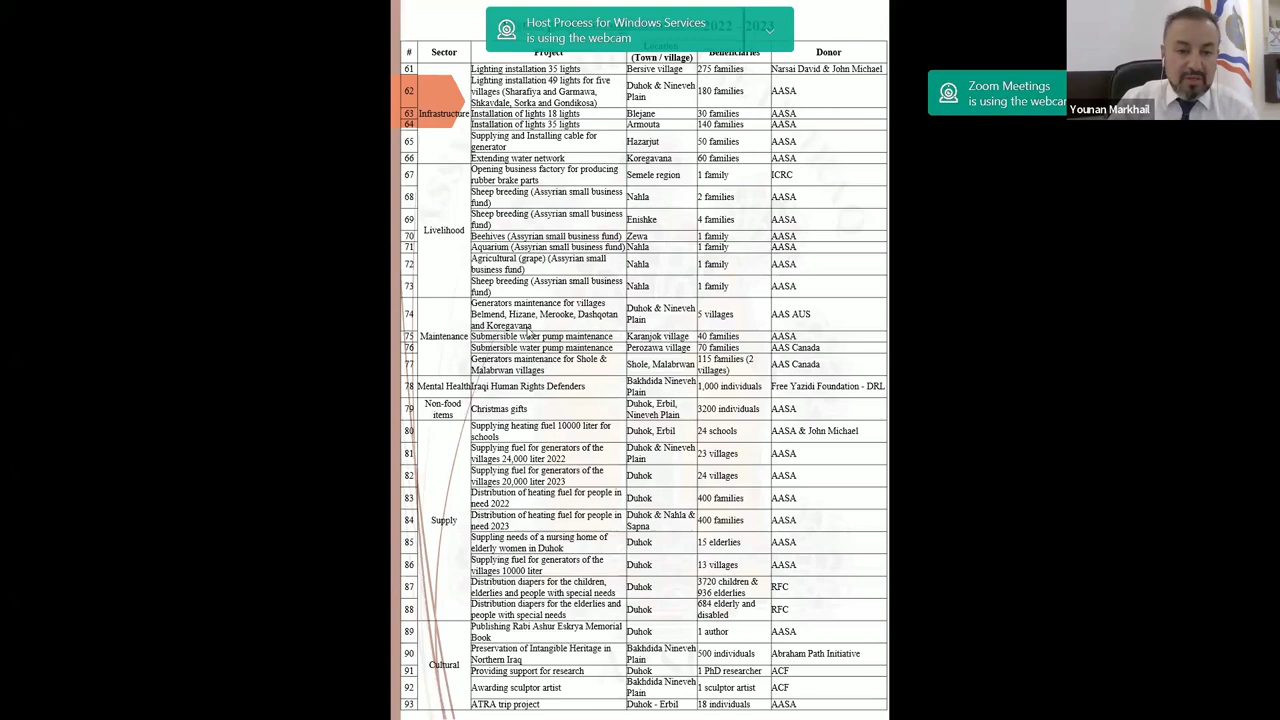 Host Process for Windows Services
is using the webcam
2022 - 2023
Zoom Meetings
is using the webcam
Younan Markhail
# Sector Project Location (Town / village) Beneficiaries Donor
61 Lighting installation 35 lights Bersive village 275 families Narsai David & John Michael
62 Lighting installation 49 lights for five villages (Sharafiya and Garmawa, Shkavdale, Sorka and Gondikosa) Duhok & Nineveh Plain 180 families AASA
63 Infrastructure Installation of lights 18 lights Blejane 30 families AASA
64 Installation of lights 35 lights Armouta 140 families AASA
65 Supplying and Installing cable for generator Hazarjut 50 families AASA
66 Extending water network Koregavana 60 families AASA
67 Opening business factory for producing rubber brake parts Semele region 1 family ICRC
68 Sheep breeding (Assyrian small business fund) Nahla 2 families AASA
69 Livelihood Sheep breeding (Assyrian small business fund) Enishke 4 families AASA
70 Beehives (Assyrian small business fund) Zewa 1 family AASA
71 Aquarium (Assyrian small business fund) Nahla 1 family AASA
72 Agricultural (grape) (Assyrian small business fund) Nahla 1 family AASA
73 Sheep breeding (Assyrian small business fund) Nahla 1 family AASA
74 Generators maintenance for villages Belmend, Hizane, Merooke, Dashqotan and Koregavana Duhok & Nineveh Plain 5 villages AAS AUS
75 Maintenance Submersible water pump maintenance Karanjok village 40 families AASA
76 Submersible water pump maintenance Perozawa village 70 families AAS Canada
77 Generators maintenance for Shole & Malabrwan villages Shole, Malabrwan 115 families (2 villages) AAS Canada
78 Mental Health Iraqi Human Rights Defenders Bakhdida Nineveh Plain 1,000 individuals Free Yazidi Foundation - DRL
79 Non-food items Christmas gifts Duhok, Erbil, Nineveh Plain 3200 individuals AASA
80 Supplying heating fuel 10000 liter for schools Duhok, Erbil 24 schools AASA & John Michael
81 Supplying fuel for generators of the villages 24,000 liter 2022 Duhok & Nineveh Plain 23 villages AASA
82 Supplying fuel for generators of the villages 20,000 liter 2023 Duhok 24 villages AASA
83 Distribution of heating fuel for people in need 2022 Duhok 400 families AASA
84 Supply Distribution of heating fuel for people in need 2023 Duhok & Nahla & Sapna 400 families AASA
85 Suppling needs of a nursing home of elderly women in Duhok Duhok 15 elderlies AASA
86 Supplying fuel for generators of the villages 10000 liter Duhok 13 villages AASA
87 Distribution diapers for the children, elderlies and people with special needs Duhok 3720 children & 936 elderlies RFC
88 Distribution diapers for the elderlies and people with special needs Duhok 684 elderly and disabled RFC
89 Publishing Rabi Ashur Eskrya Memorial Book Duhok 1 author AASA
90 Cultural Preservation of Intangible Heritage in Northern Iraq Bakhdida Nineveh Plain 500 individuals Abraham Path Initiative
91 Providing support for research Duhok 1 PhD researcher ACF
92 Awarding sculptor artist Bakhdida Nineveh Plain 1 sculptor artist ACF
93 ATRA trip project Duhok - Erbil 18 individuals AASA